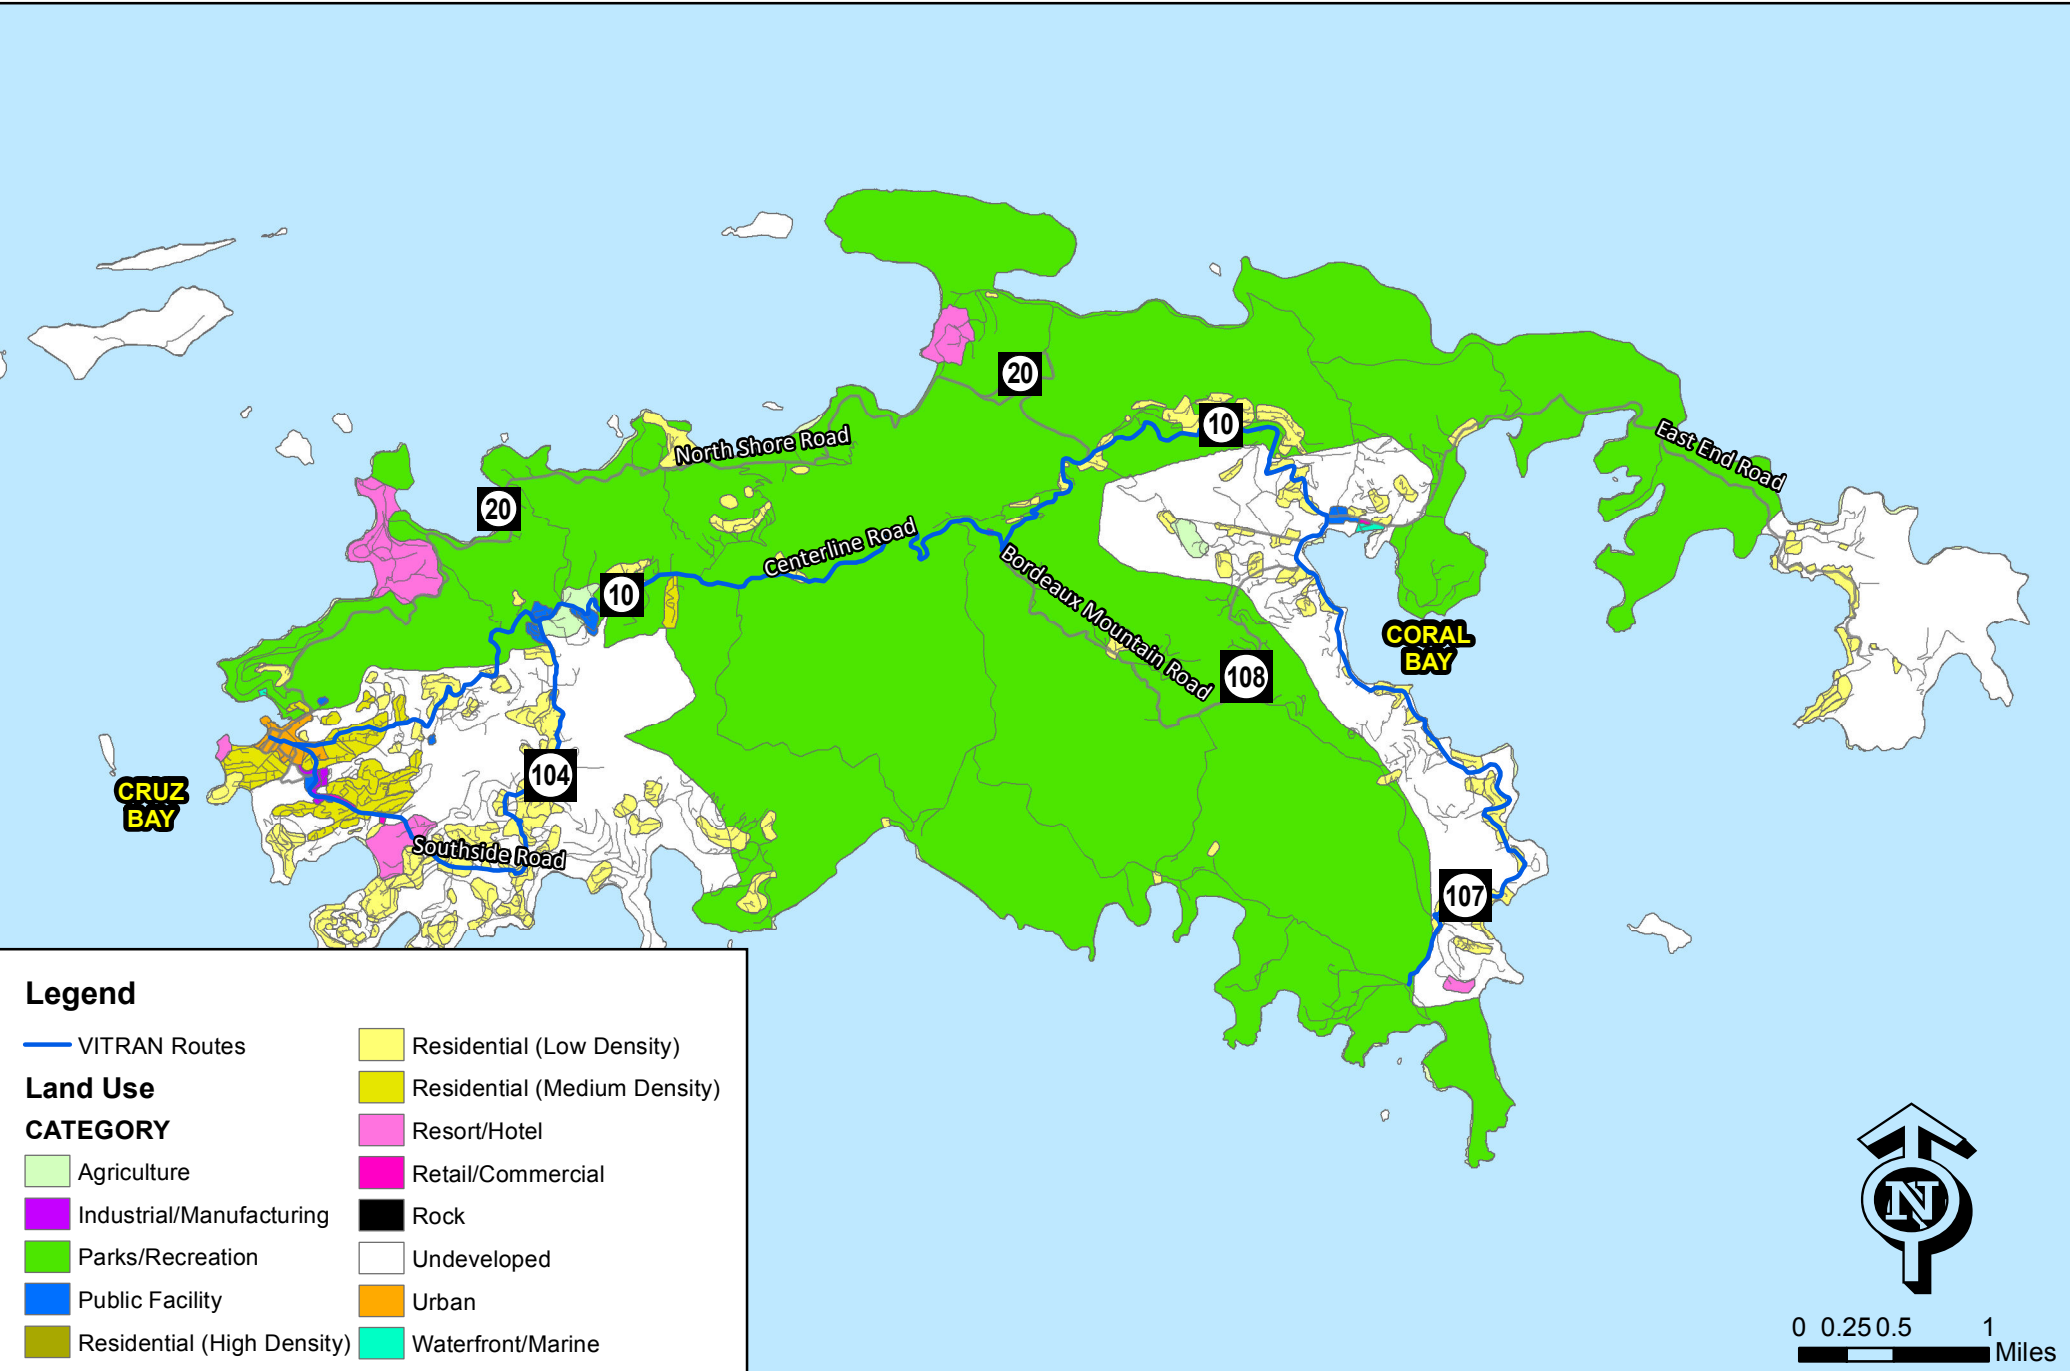 20
10
North Shore Road
East End Road
20
Centerline Road
10
Bordeaux Mountain Road
CORAL
BAY
108
104
CRUZ
BAY
Southside Road
107
Legend
VITRAN Routes
Land Use
CATEGORY
Agriculture
Industrial/Manufacturing
Parks/Recreation
Public Facility
Residential (High Density)
Residential (Low Density)
Residential (Medium Density)
Resort/Hotel
Retail/Commercial
Rock
Undeveloped
Urban
Waterfront/Marine
N
0 0.25 0.5 1
Miles